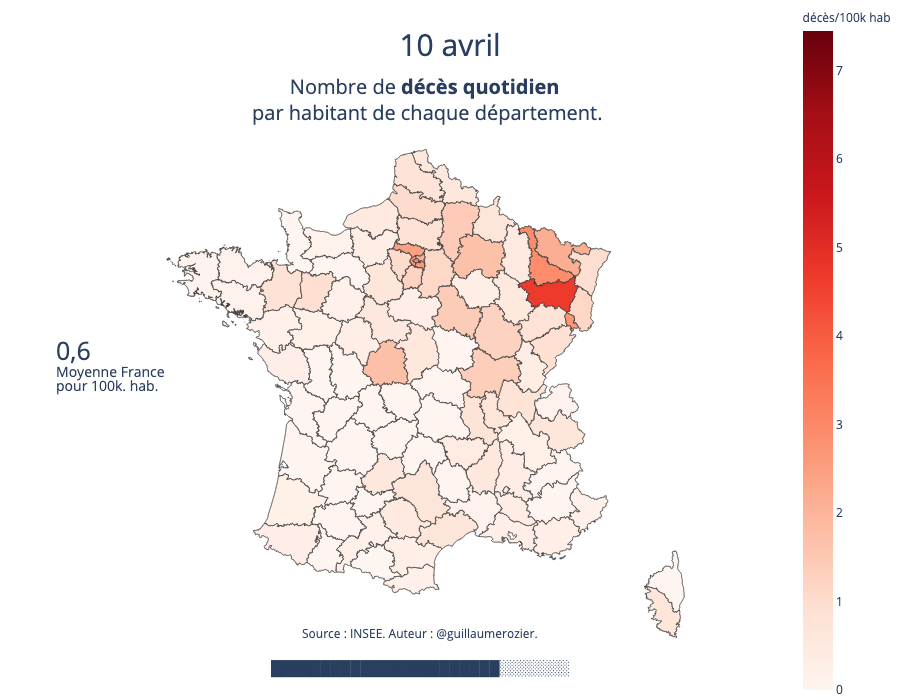 10 avril
Nombre de décès quotidien
par habitant de chaque département.
décès/100k hab
7
6
5
4
3
2
1
0
0,6
Moyenne France
pour 100k. hab.
Source : INSEE. Auteur : @guillaumerozier.